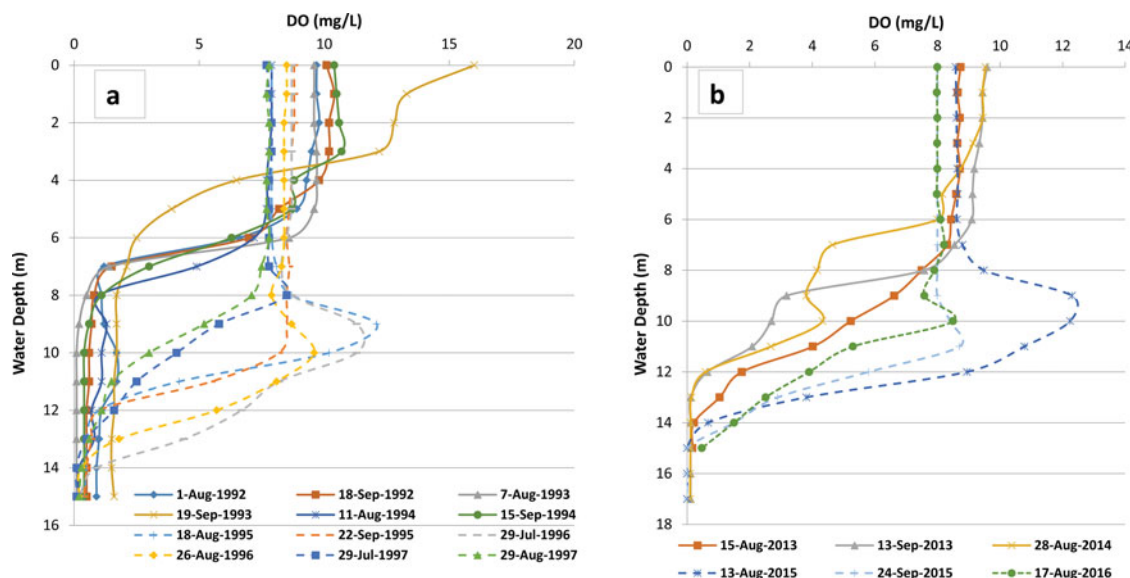 DO (mg/L)
0 5 10 15 20
a
Water Depth (m)
0
2
4
6
8
10
12
14
16
1-Aug-1992 18-Sep-1992 7-Aug-1993
19-Sep-1993 11-Aug-1994 15-Sep-1994
18-Aug-1995 22-Sep-1995 29-Jul-1996
26-Aug-1996 29-Jul-1997 29-Aug-1997
DO (mg/L)
0 2 4 6 8 10 12 14
b
Water Depth (m)
0
2
4
6
8
10
12
14
16
18
15-Aug-2013 13-Sep-2013 28-Aug-2014
13-Aug-2015 24-Sep-2015 17-Aug-2016